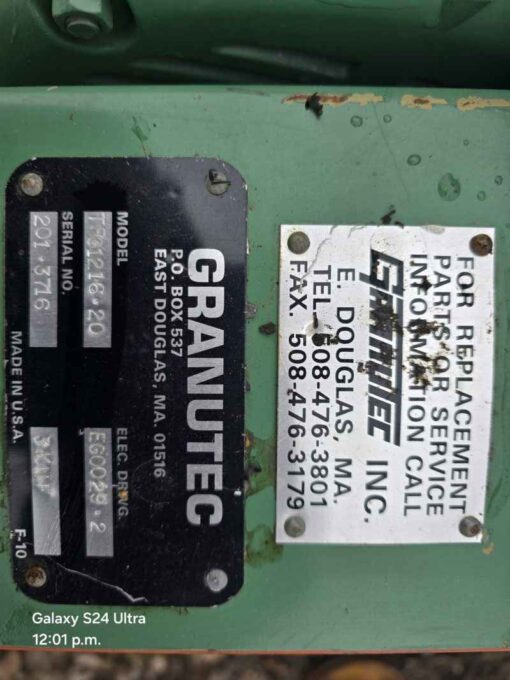 GRANUTEC
P.O. BOX 537
EAST DOUGLAS, MA. 01516
MODEL
ELEC. DRWG.
EG0029·2
SERIAL NO.
201·3716
MADE IN U.S.A.
F-10
FOR REPLACEMENT
PARTS OR SERVICE
INFORMATION CALL
GRANUTEC INC.
E. DOUGLAS, MA.
TEL. 508-476-3801
FAX. 508-476-3179
Galaxy S24 Ultra
12:01 p.m.